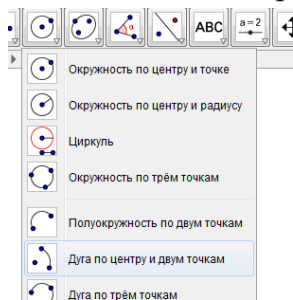 α ABC a=2
Окружность по центру и точке
Окружность по центру и радиусу
Циркуль
Окружность по трём точкам
Полуокружность по двум точкам
Дуга по центру и двум точкам
Дуга по трём точкам